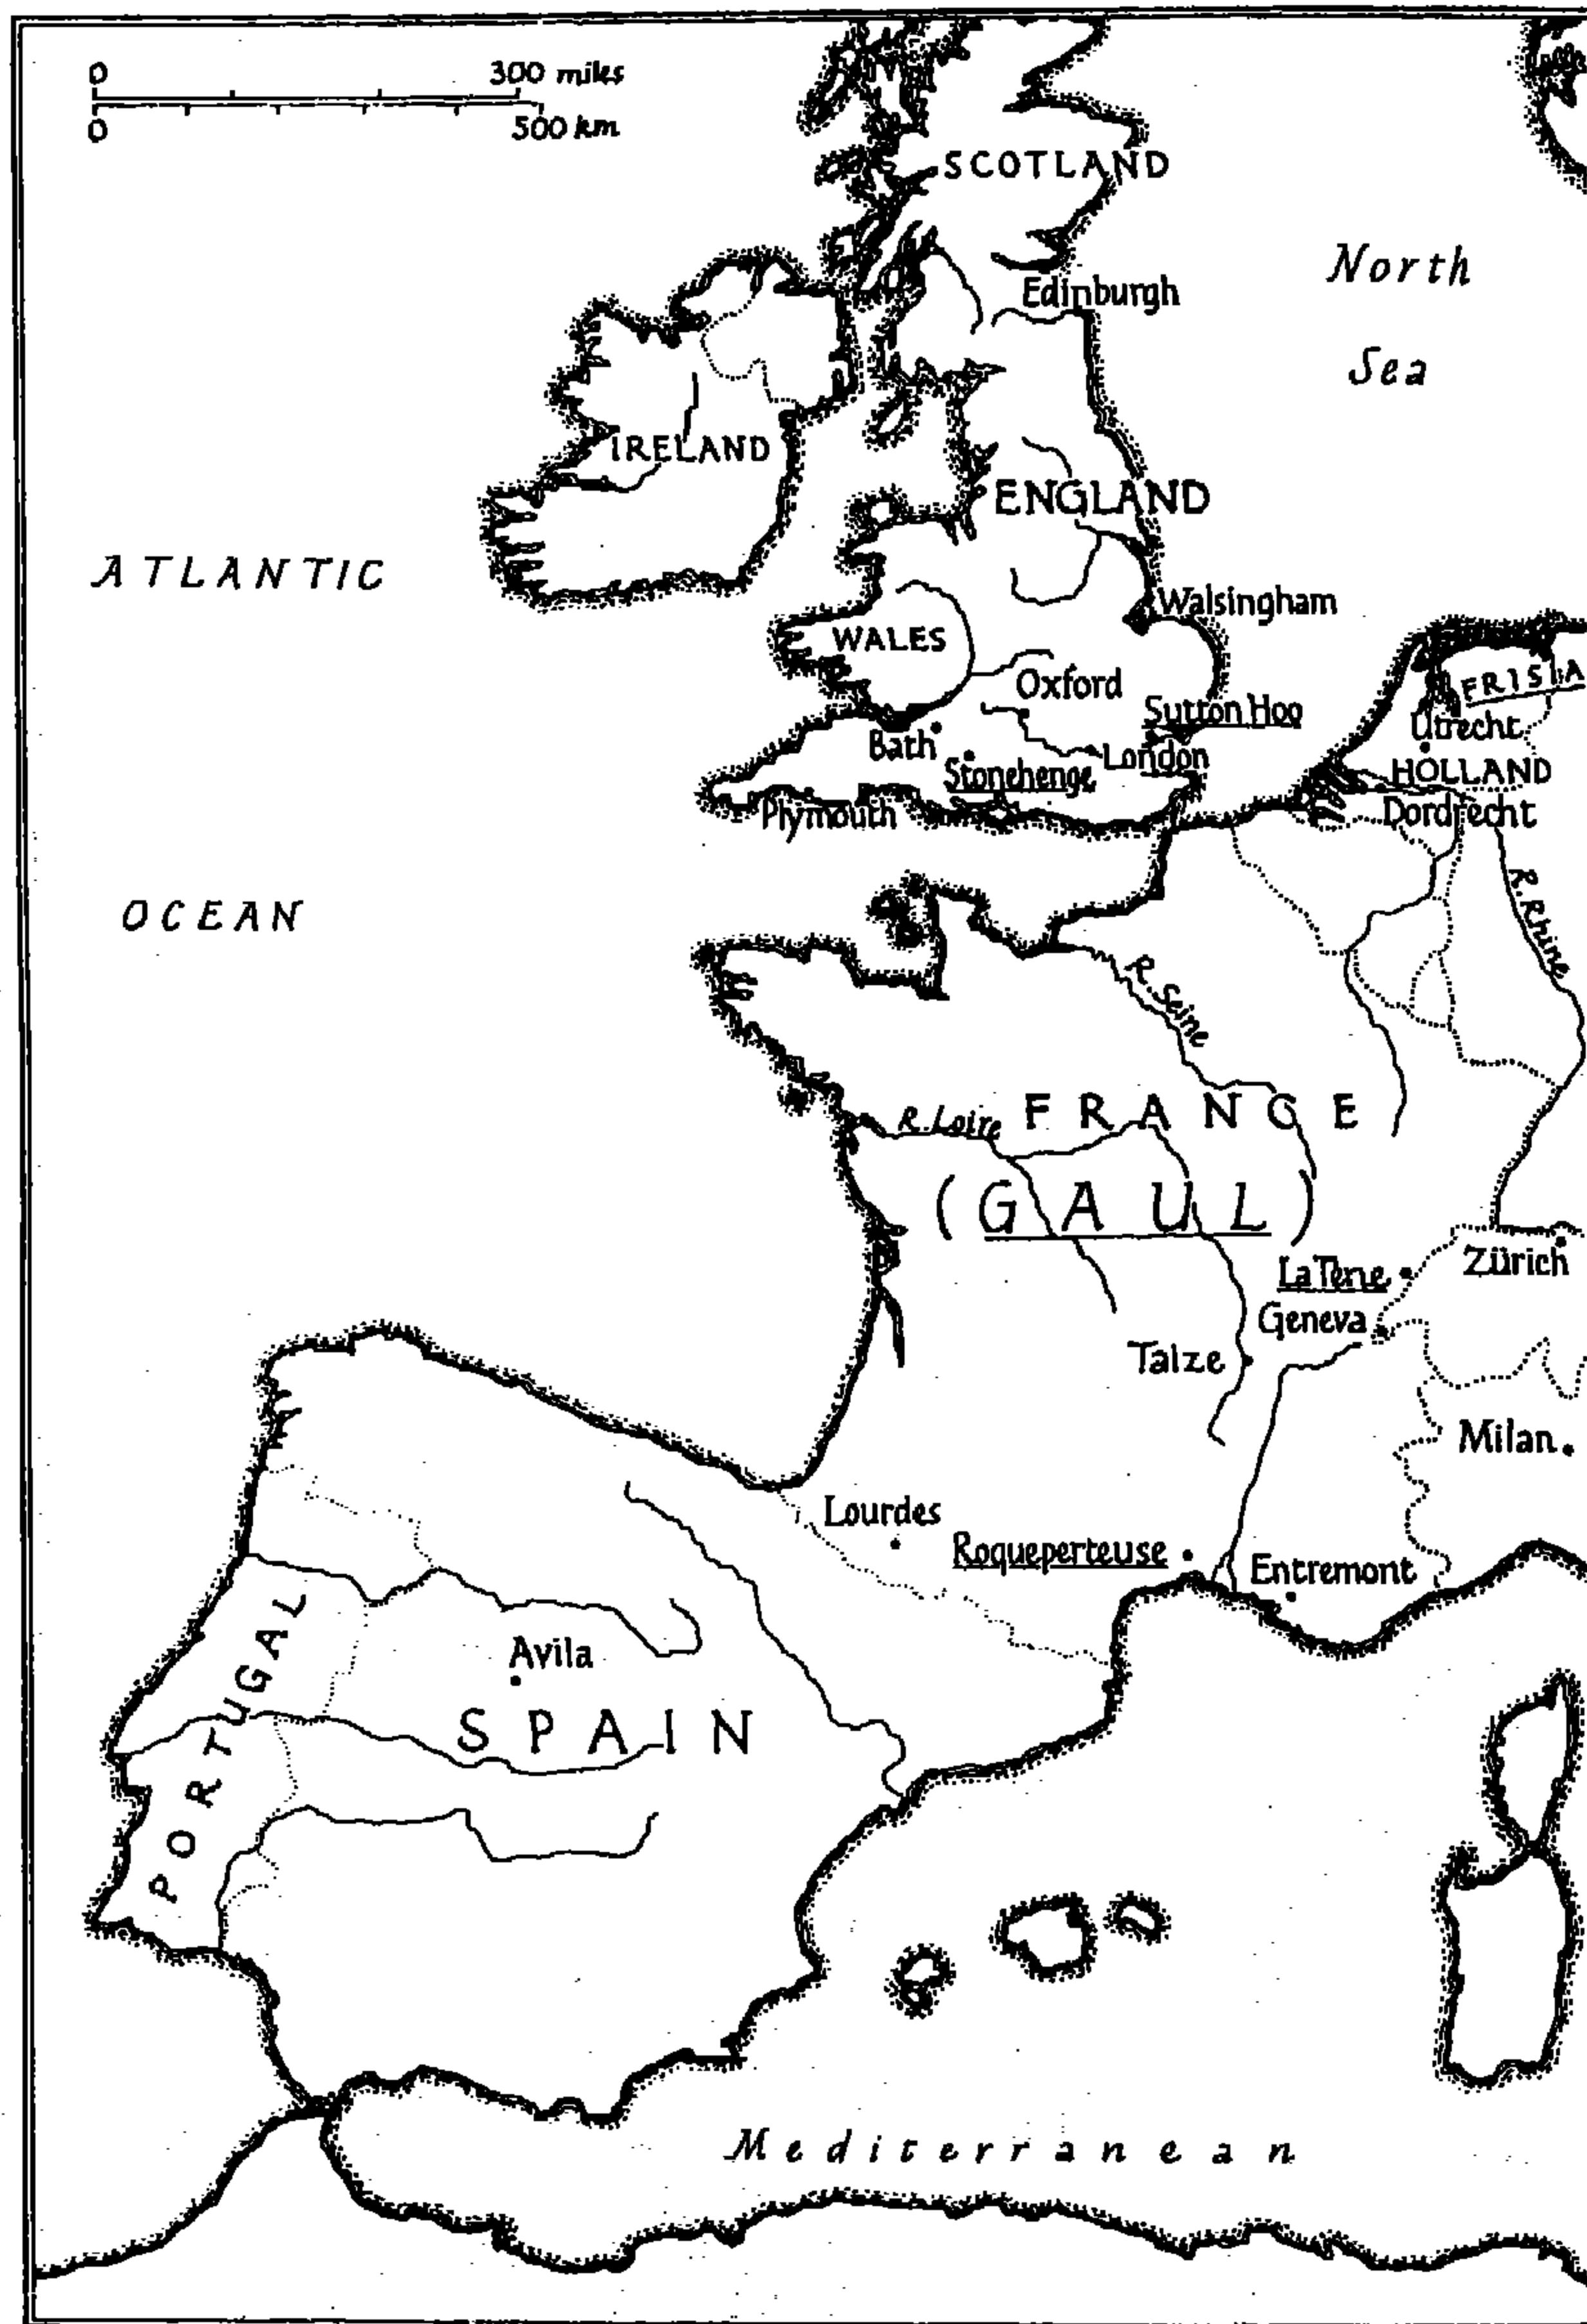 0 300 miles
0 500 km
SCOTLAND
North
Sea
Edinburgh
IRELAND
ENGLAND
ATLANTIC
Walsingham
WALES
FRISIA
Oxford
Sutton Hoo
Utrecht
Bath
London
Stonehenge
HOLLAND
Plymouth
Dordrecht
OCEAN
R. Rhine
R. Seine
R. Loire
FRANCE
(GAUL)
La Tene
Zürich
Geneva
Taize
Milan
Lourdes
Roqueperteuse
Entremont
PORTUGAL
Avila
SPAIN
Mediterranean